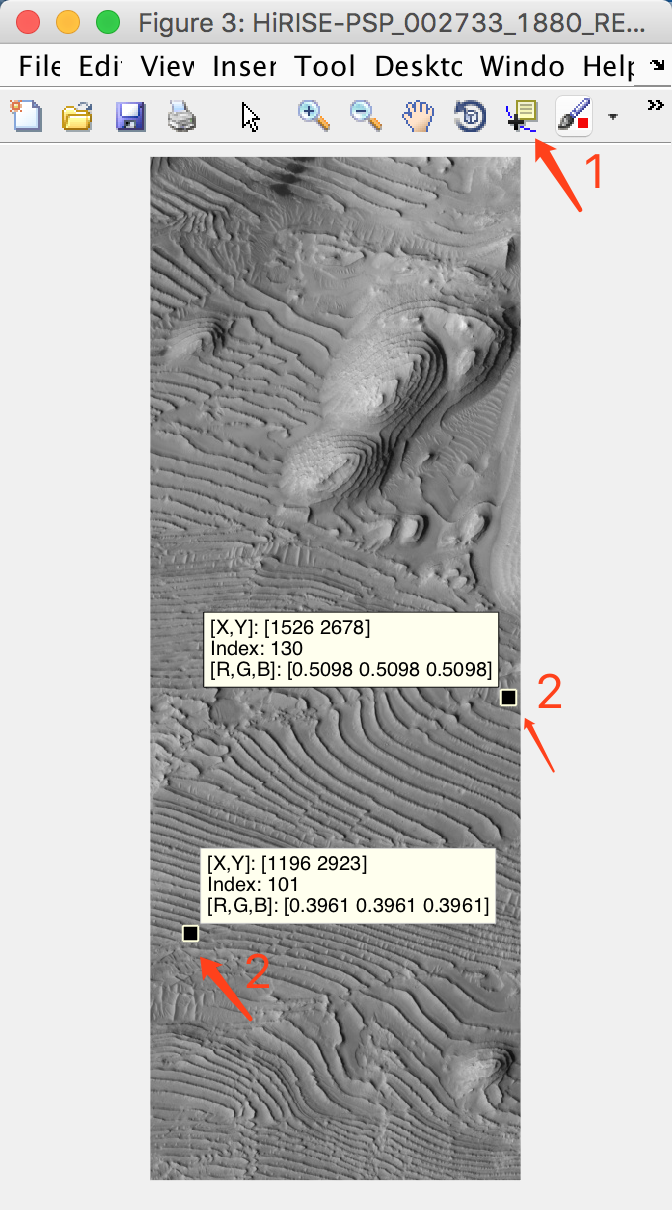 Figure 3: HiRISE-PSP_002733_1880_RE...
File Edi View Inser Tool Deskto Windo Help
1
[X,Y]: [1526 2678]
Index: 130
[R,G,B]: [0.5098 0.5098 0.5098]
2
[X,Y]: [1196 2923]
Index: 101
[R,G,B]: [0.3961 0.3961 0.3961]
2